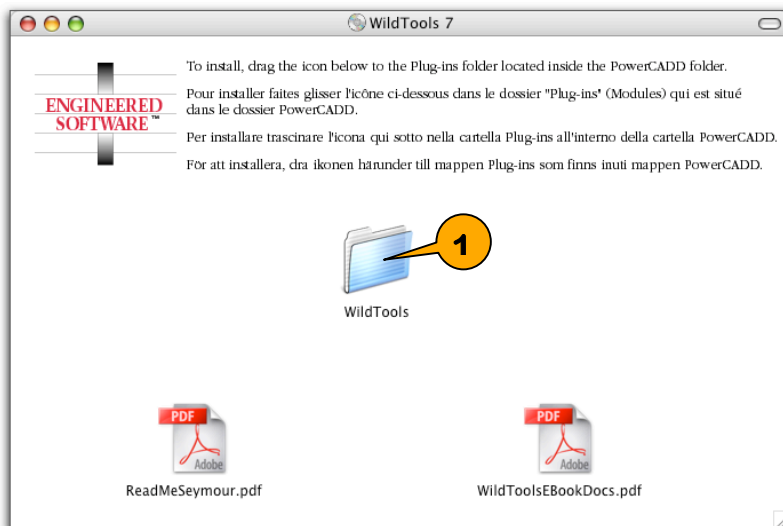 WildTools 7
To install, drag the icon below to the Plug-ins folder located inside the PowerCADD folder.
Pour installer faites glisser l'icône ci-dessous dans le dossier "Plug-ins" (Modules) qui est situé
dans le dossier PowerCADD.
Per installare trascinare l'icona qui sotto nella cartella Plug-ins all'interno della cartella PowerCADD.
För att installera, dra ikonen härunder till mappen Plug-ins som finns inuti mappen PowerCADD.
ENGINEERED
SOFTWARE™
1
WildTools
PDF
Adobe
ReadMeSeymour.pdf
PDF
Adobe
WildToolsEBookDocs.pdf